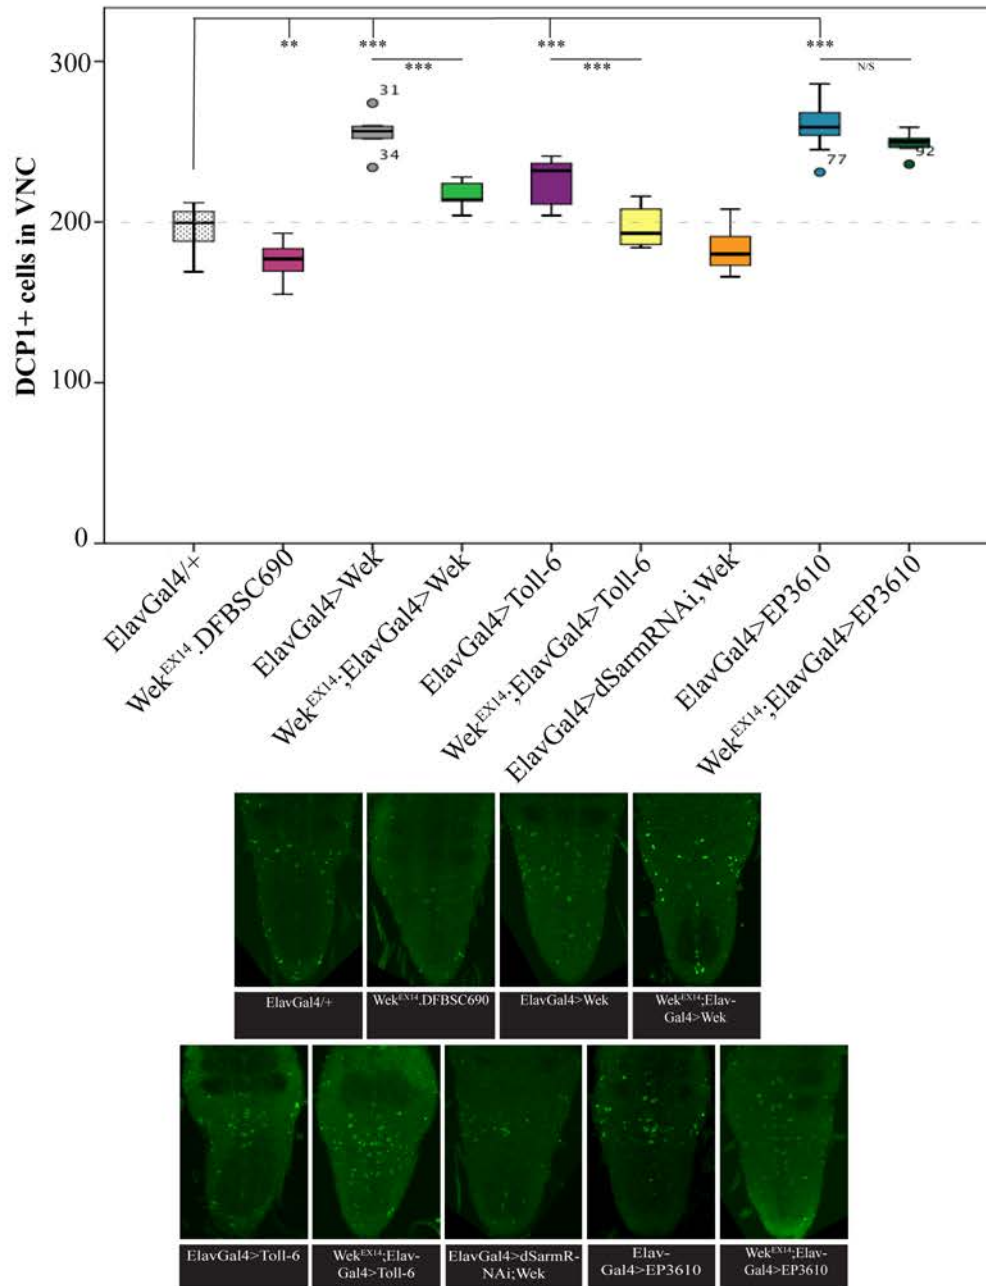 ** *** *** ***
*** *** N/S
300
31
34
77
92
200
100
0
DCP1+ cells in VNC
ElavGal4/+
Wek^EX14.DFBSC690
ElavGal4>Wek
Wek^EX14;ElavGal4>Wek
ElavGal4>Toll-6
Wek^EX14;ElavGal4>Toll-6
ElavGal4>dSarmRNAi;Wek
ElavGal4>EP3610
Wek^EX14;ElavGal4>EP3610
ElavGal4/+
Wek^EX14.DFBSC690
ElavGal4>Wek
Wek^EX14;Elav-
Gal4>Wek
ElavGal4>Toll-6
Wek^EX14;Elav-
Gal4>Toll-6
ElavGal4>dSarmR-
NAi;Wek
Elav-
Gal4>EP3610
Wek^EX14;Elav-
Gal4>EP3610